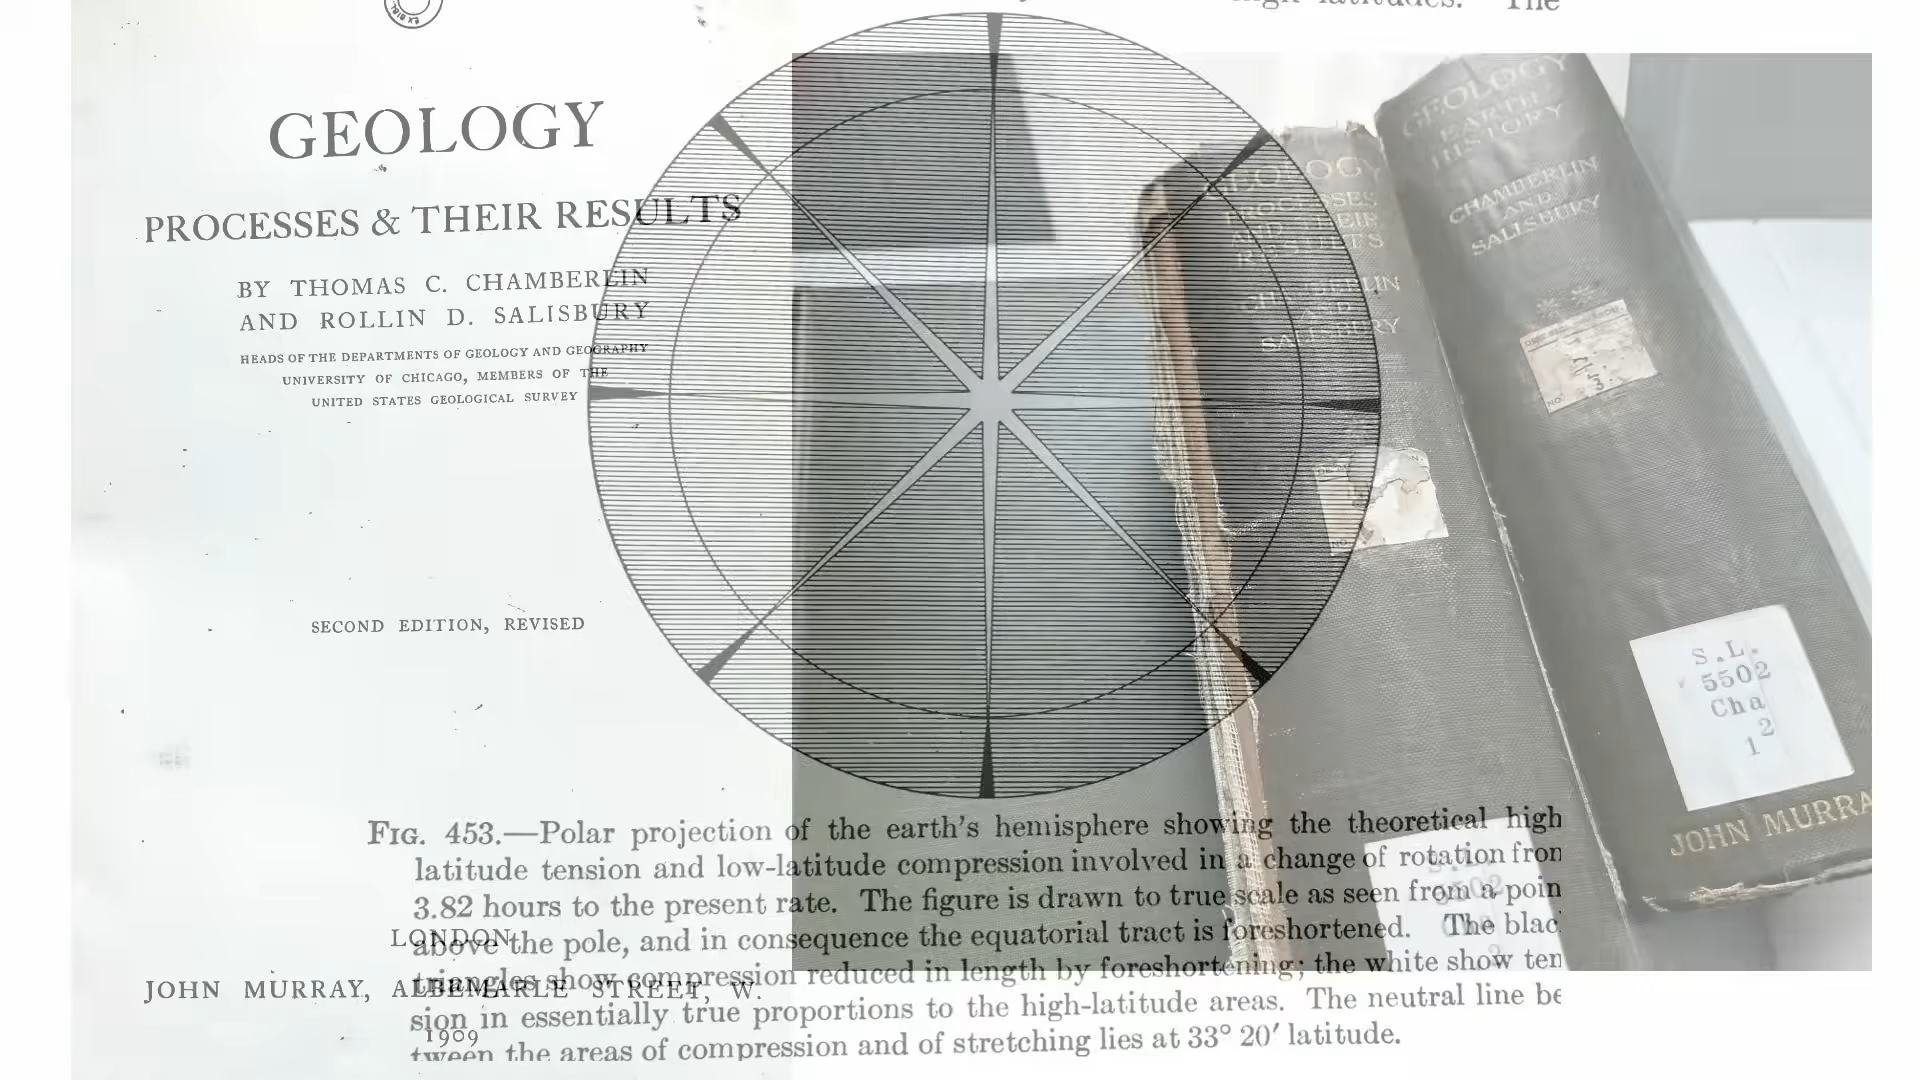 high latitudes. The
GEOLOGY
PROCESSES & THEIR RESULTS
BY THOMAS C. CHAMBERLIN
AND ROLLIN D. SALISBURY
HEADS OF THE DEPARTMENTS OF GEOLOGY AND GEOGRAPHY
UNIVERSITY OF CHICAGO, MEMBERS OF THE
UNITED STATES GEOLOGICAL SURVEY
SECOND EDITION, REVISED
LONDON
JOHN MURRAY, ALBEMARLE STREET, W.
1909
FIG. 453.—Polar projection of the earth's hemisphere showing the theoretical high
latitude tension and low-latitude compression involved in a change of rotation fron
3.82 hours to the present rate. The figure is drawn to true scale as seen from a poin
above the pole, and in consequence the equatorial tract is foreshortened. The blac
triangles show compression reduced in length by foreshortening; the white show ten
sion in essentially true proportions to the high-latitude areas. The neutral line be
tween the areas of compression and of stretching lies at 33° 20′ latitude.
GEOLOGY
PROCESSES
AND THEIR
RESULTS
CHAMBERLIN
AND
SALISBURY
S.L.
5502
2
GEOLOGY
EARTH
HISTORY
CHAMBERLIN
AND
SALISBURY
NO.
S.L.
5502
Cha
2
1
JOHN MURRA